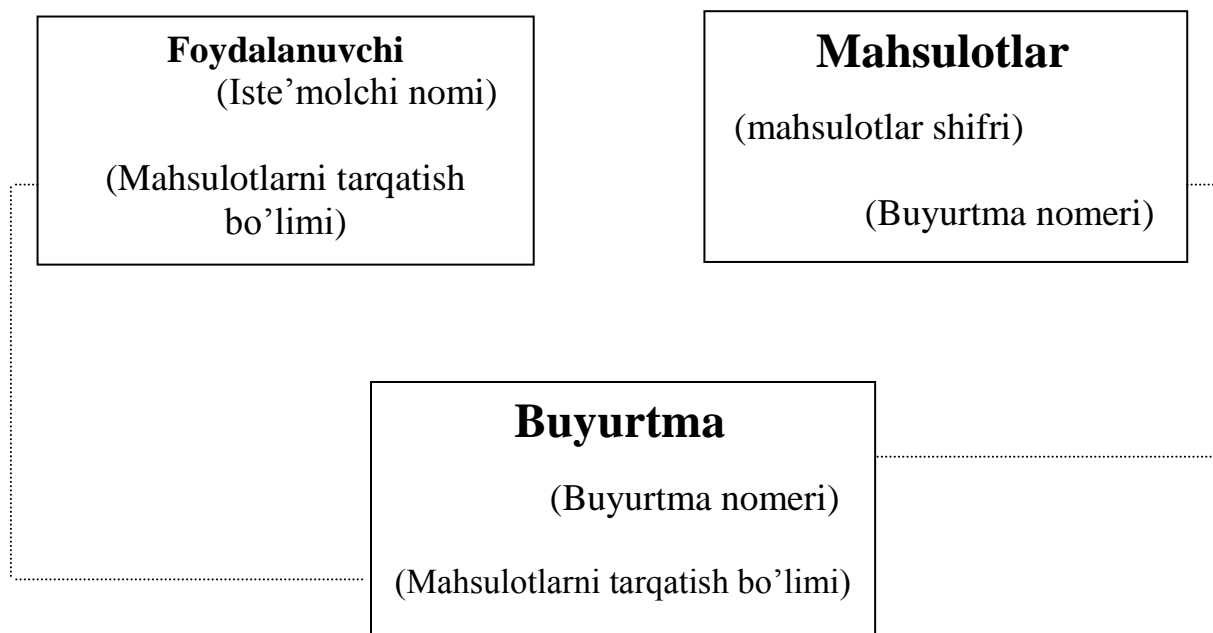 Foydalanuvchi
(Iste’molchi nomi)
(Mahsulotlarni tarqatish
bo’limi)
Mahsulotlar
(mahsulotlar shifri)
(Buyurtma nomeri)
Buyurtma
(Buyurtma nomeri)
(Mahsulotlarni tarqatish bo’limi)